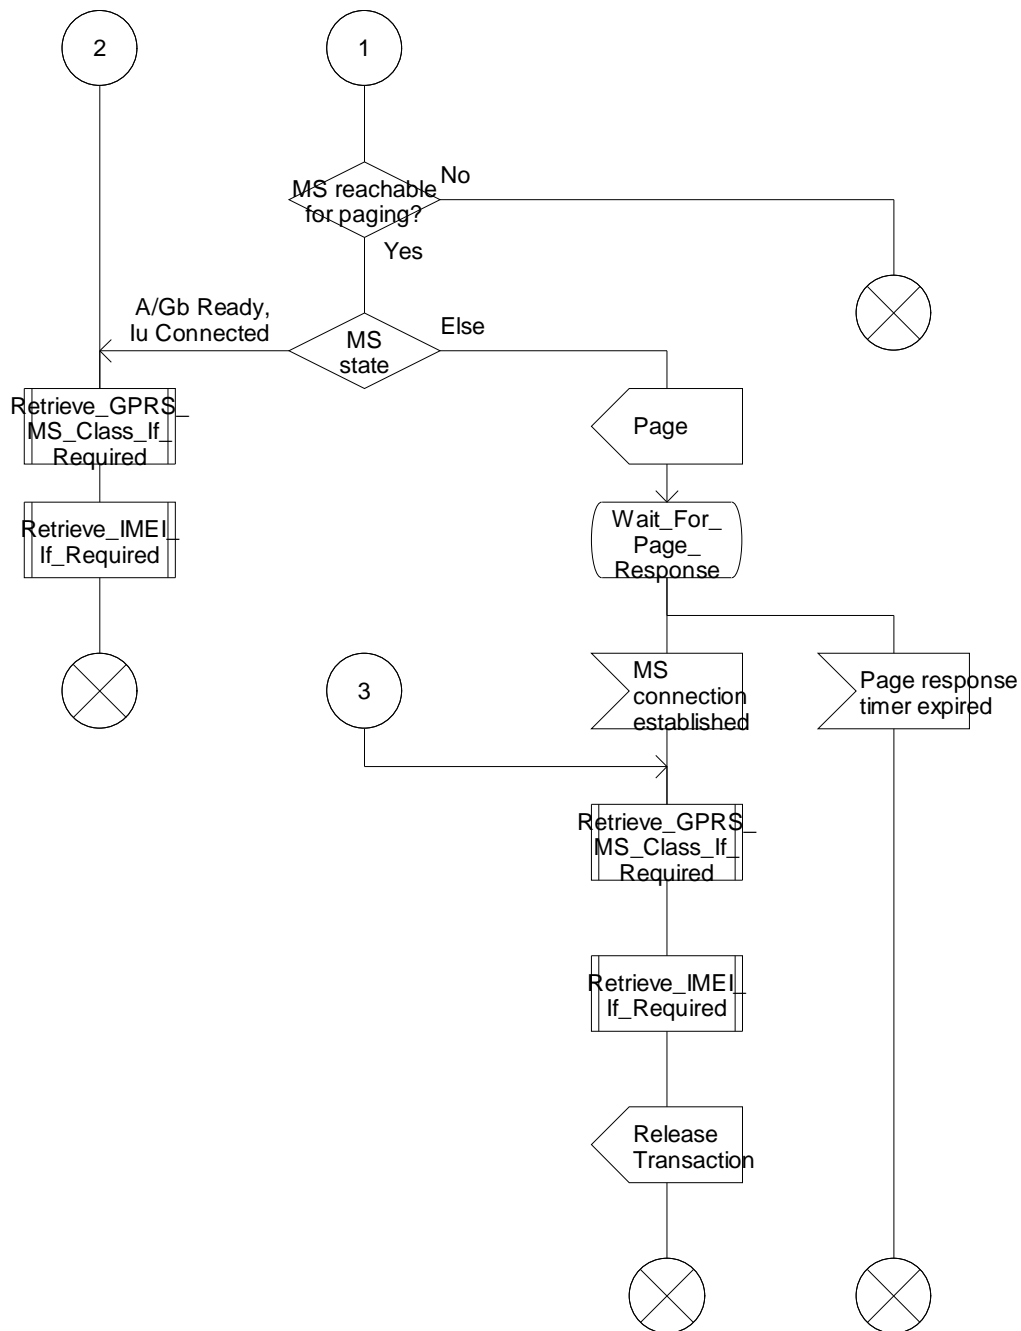 2
1
MS reachable
for paging?
No
Yes
A/Gb Ready,
Iu Connected
MS
state
Else
Retrieve_GPRS_
MS_Class_If_
Required
Page
Retrieve_IMEI_
If_Required
Wait_For_
Page_
Response
3
MS
connection
established
Page response
timer expired
Retrieve_GPRS_
MS_Class_If_
Required
Retrieve_IMEI_
If_Required
Release
Transaction